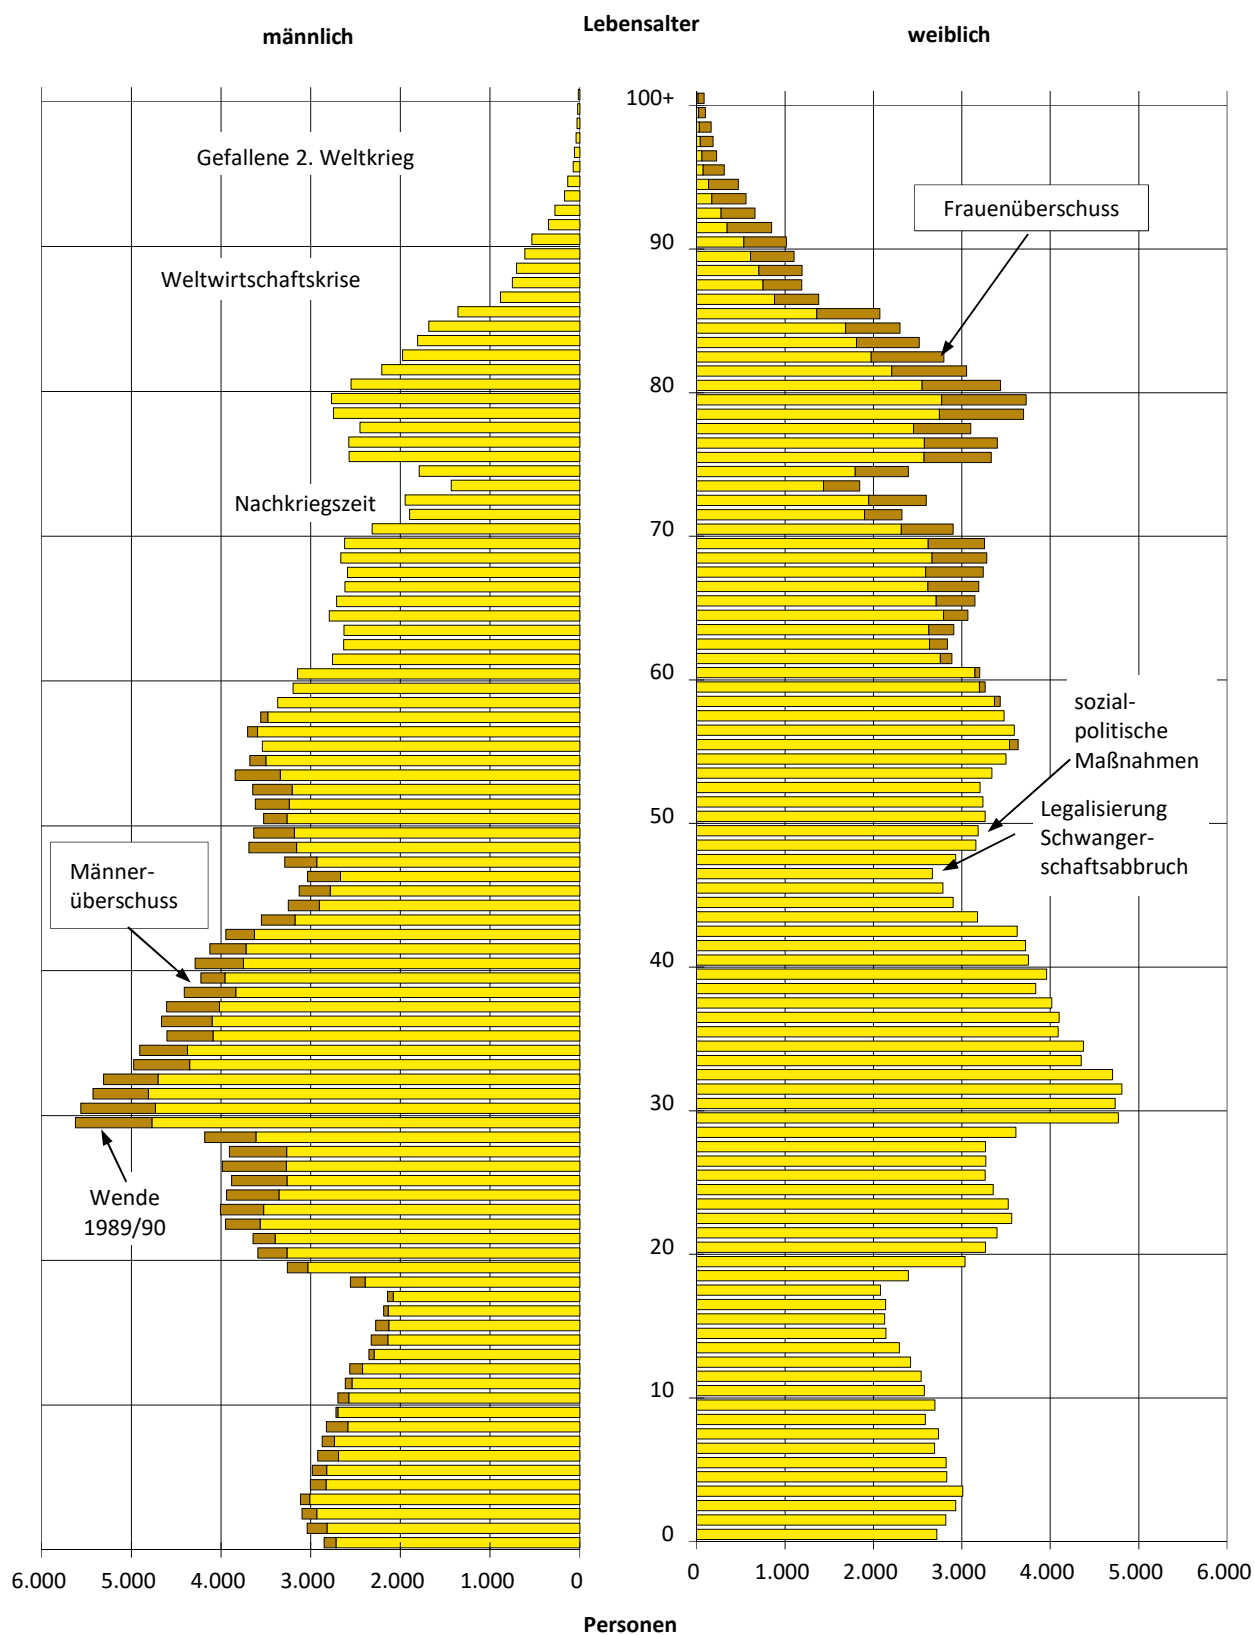 Lebensalter
männlich
weiblich
100+
Gefallene 2. Weltkrieg
Frauenüberschuss
90
Weltwirtschaftskrise
80
Nachkriegszeit
70
60
sozial-
politische
Maßnahmen
50
Legalisierung
Schwanger-
schaftsabbruch
Männer-
überschuss
40
30
Wende
1989/90
20
10
0
6.000 5.000 4.000 3.000 2.000 1.000 0
0 1.000 2.000 3.000 4.000 5.000 6.000
Personen